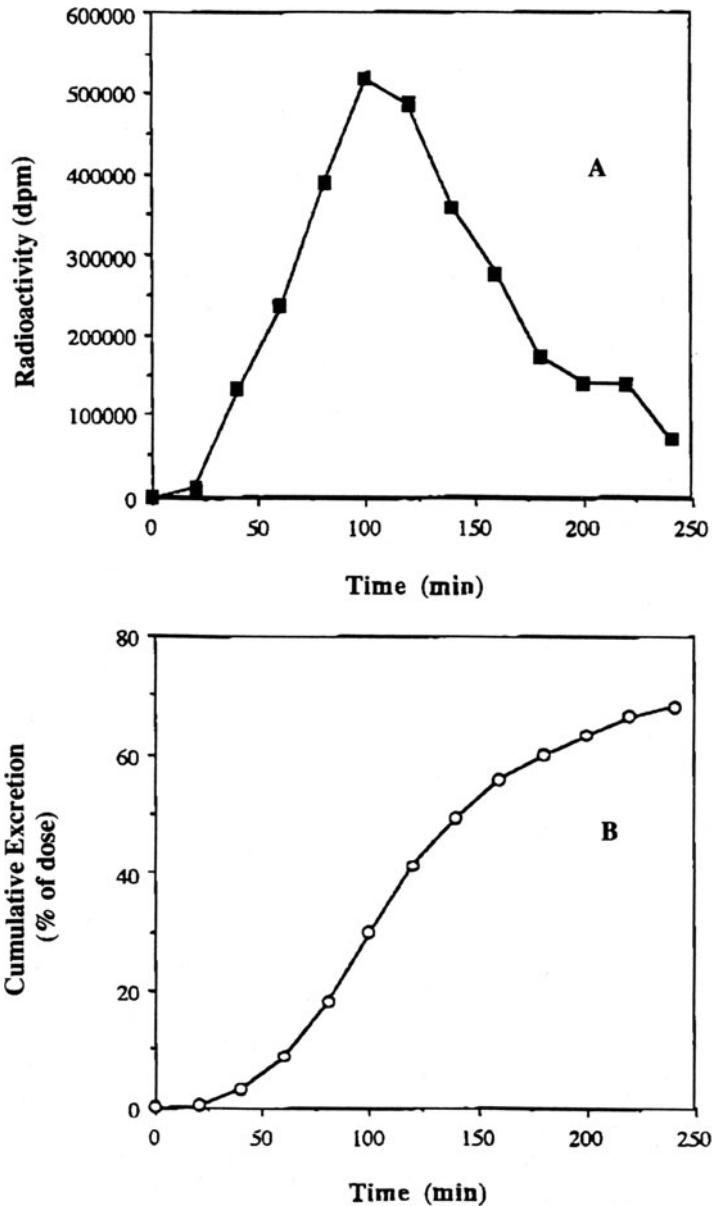 600000
500000
400000
300000
200000
100000
0
Radioactivity (dpm)
A
0 50 100 150 200 250
Time (min)
80
60
40
20
0
Cumulative Excretion
(% of dose)
B
0 50 100 150 200 250
Time (min)